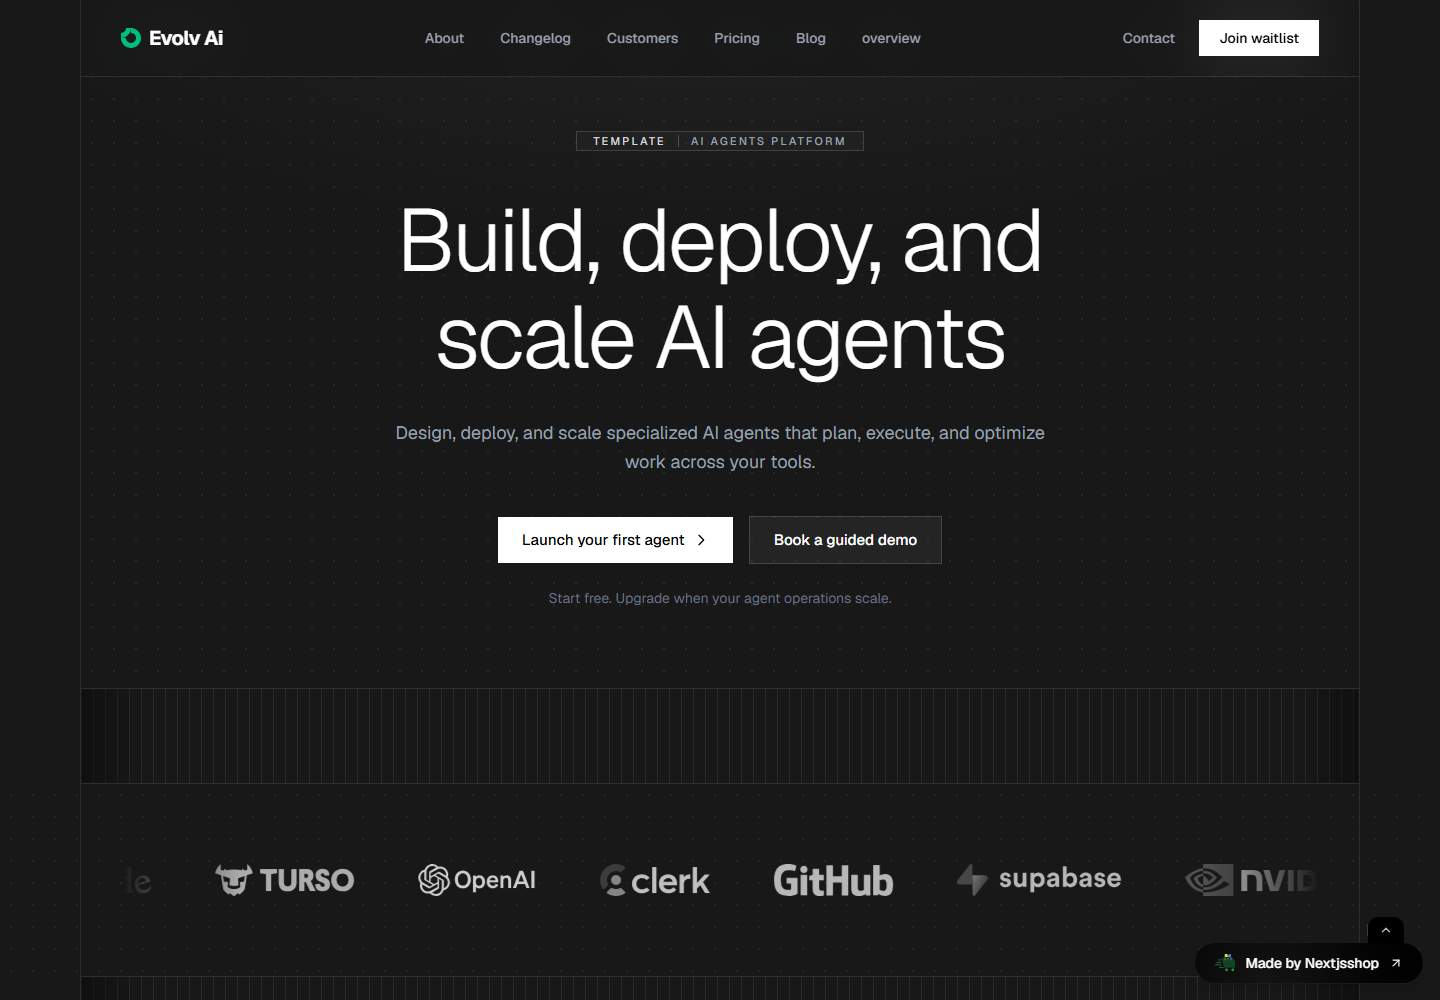 Evolv Ai
About
Changelog
Customers
Pricing
Blog
overview
Contact
Join waitlist
TEMPLATE
AI AGENTS PLATFORM
Build, deploy, and
scale AI agents
Design, deploy, and scale specialized AI agents that plan, execute, and optimize
work across your tools.
Launch your first agent
Book a guided demo
Start free. Upgrade when your agent operations scale.
TURSO
OpenAI
clerk
GitHub
supabase
Made by Nextjsshop